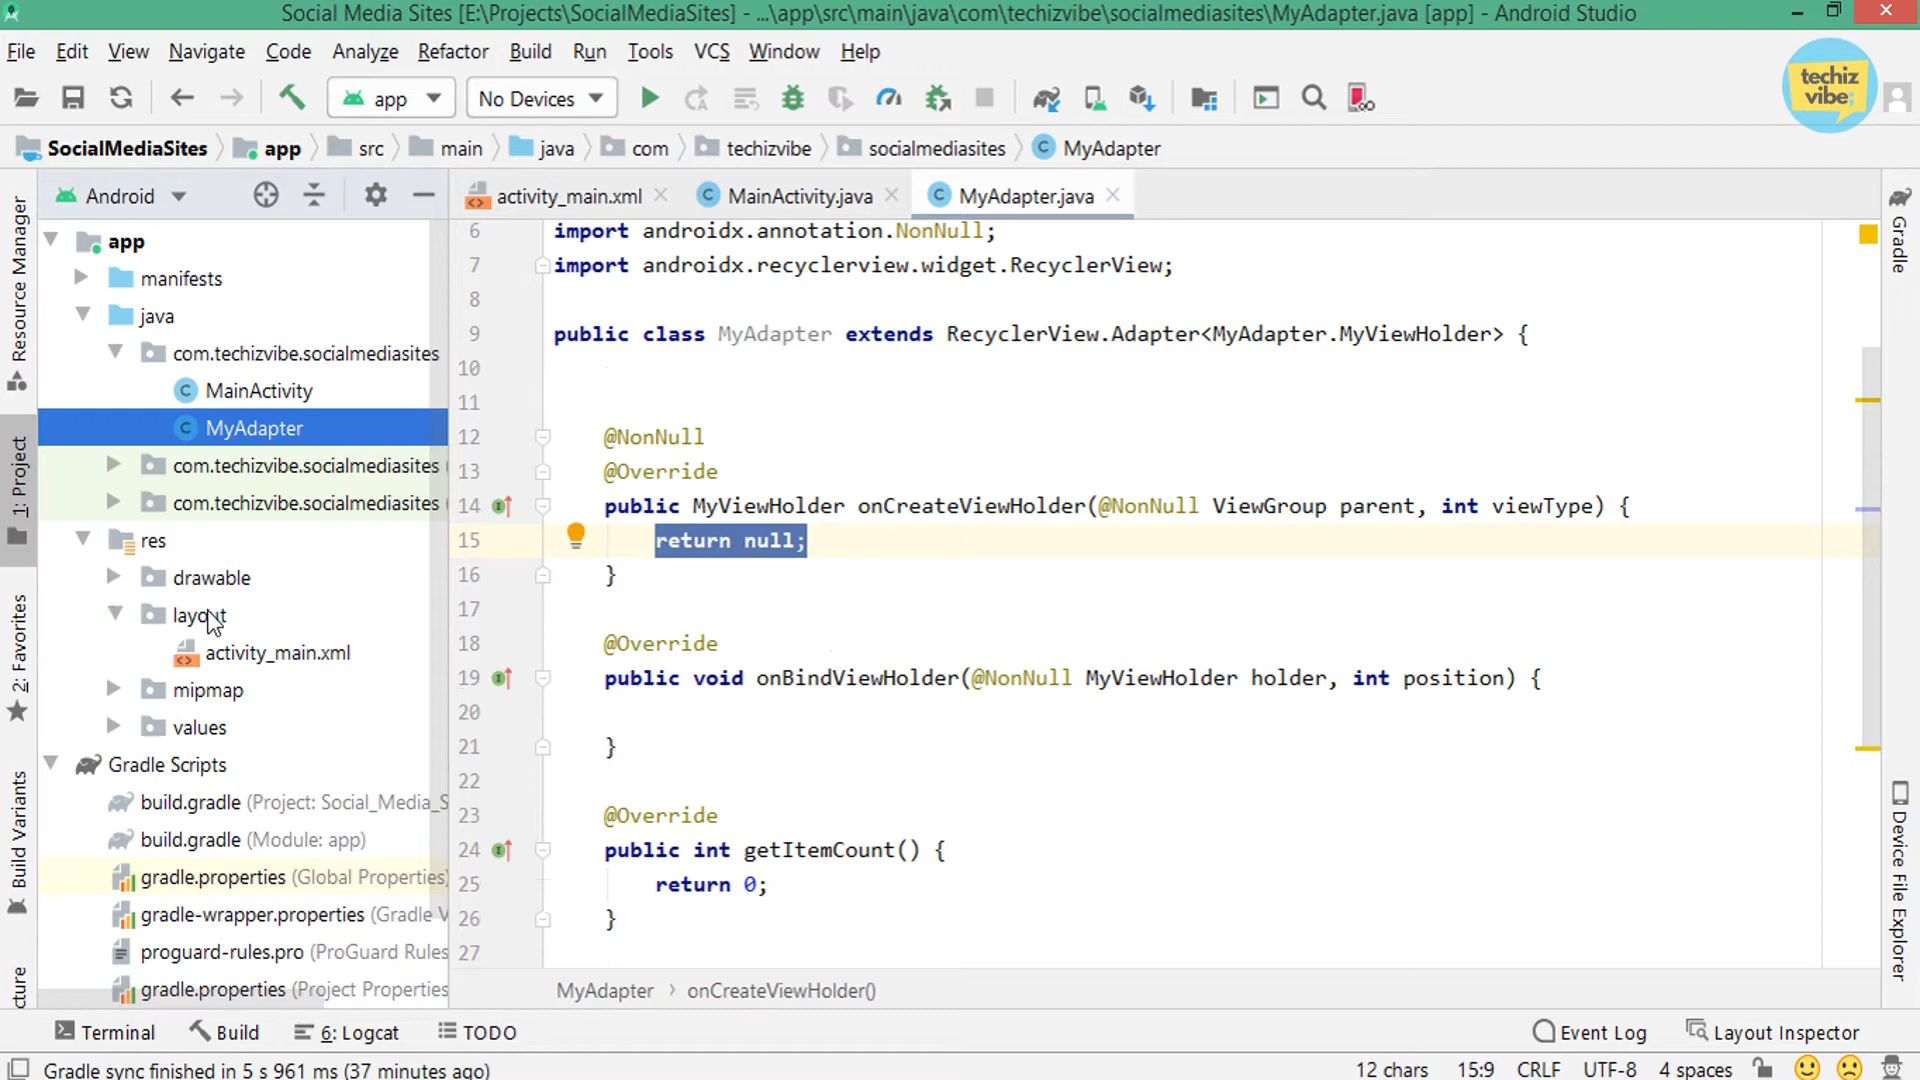 Social Media Sites [E:\Projects\SocialMediaSites] - ...\app\src\main\java\com\techizvibe\socialmediasites\MyAdapter.java [app] - Android Studio
File Edit View Navigate Code Analyze Refactor Build Run Tools VCS Window Help
app No Devices
techiz vibe;
SocialMediaSites app src main java com techizvibe socialmediasites MyAdapter
Android
activity_main.xml MainActivity.java MyAdapter.java
Resource Manager
1: Project
2: Favorites
Build Variants
cture
app
manifests
java
com.techizvibe.socialmediasites
MainActivity
MyAdapter
com.techizvibe.socialmediasites (
com.techizvibe.socialmediasites (
res
drawable
layout
activity_main.xml
mipmap
values
Gradle Scripts
build.gradle (Project: Social_Media_S
build.gradle (Module: app)
gradle.properties (Global Properties)
gradle-wrapper.properties (Gradle V
proguard-rules.pro (ProGuard Rules
gradle.properties (Project Properties
6 import androidx.annotation.NonNull;
7 import androidx.recyclerview.widget.RecyclerView;
8
9 public class MyAdapter extends RecyclerView.Adapter<MyAdapter.MyViewHolder> {
10
11
12 @NonNull
13 @Override
14 public MyViewHolder onCreateViewHolder(@NonNull ViewGroup parent, int viewType) {
15 return null;
16 }
17
18 @Override
19 public void onBindViewHolder(@NonNull MyViewHolder holder, int position) {
20
21 }
22
23 @Override
24 public int getItemCount() {
25 return 0;
26 }
27
MyAdapter › onCreateViewHolder()
Gradle
Device File Explorer
Terminal Build 6: Logcat TODO Event Log Layout Inspector
Gradle sync finished in 5 s 961 ms (37 minutes ago) 12 chars 15:9 CRLF UTF-8 4 spaces